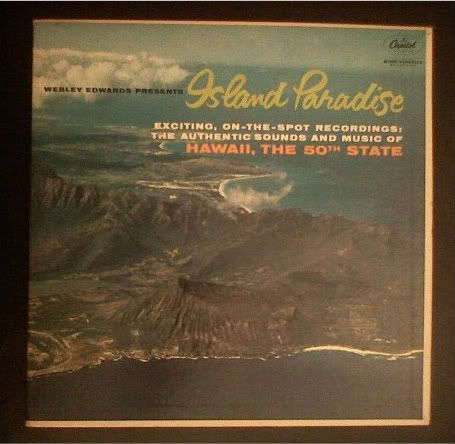 Capitol
WEBLEY EDWARDS PRESENTS Island Paradise
EXCITING, ON-THE-SPOT RECORDINGS:
THE AUTHENTIC SOUNDS AND MUSIC OF
HAWAII, THE 50TH STATE